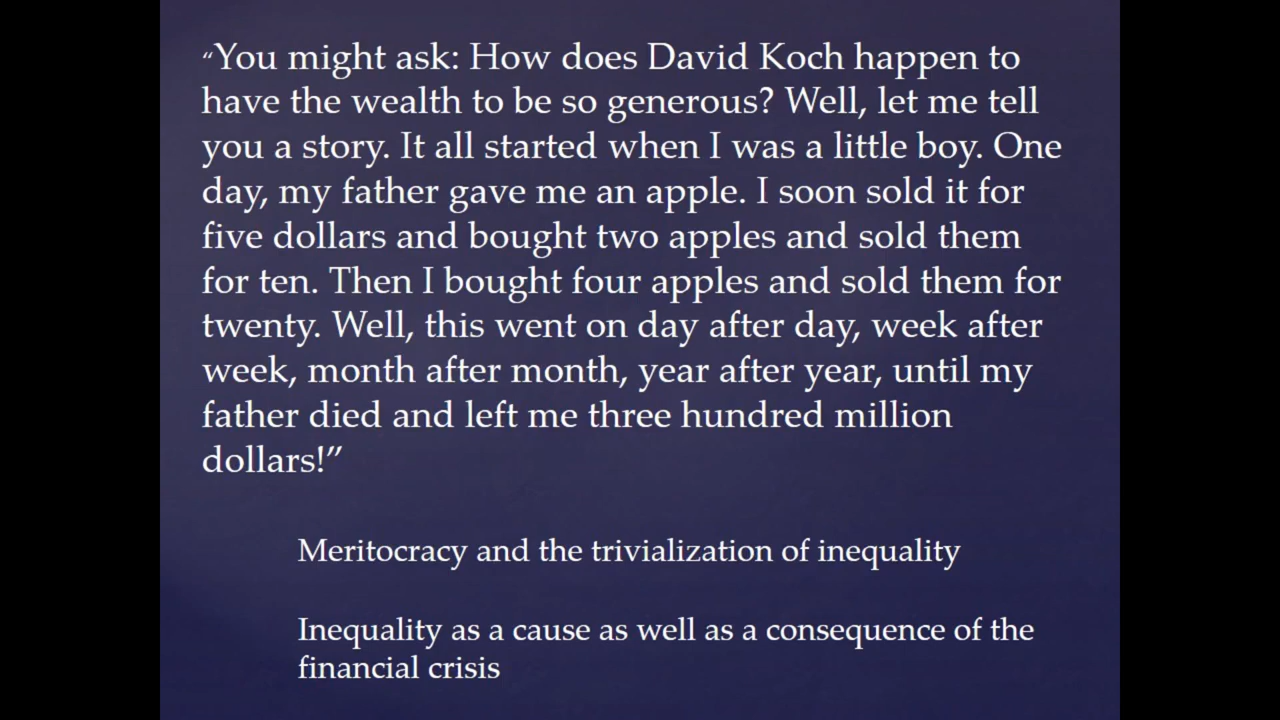 “You might ask: How does David Koch happen to
have the wealth to be so generous? Well, let me tell
you a story. It all started when I was a little boy. One
day, my father gave me an apple. I soon sold it for
five dollars and bought two apples and sold them
for ten. Then I bought four apples and sold them for
twenty. Well, this went on day after day, week after
week, month after month, year after year, until my
father died and left me three hundred million
dollars!”
Meritocracy and the trivialization of inequality
Inequality as a cause as well as a consequence of the
financial crisis